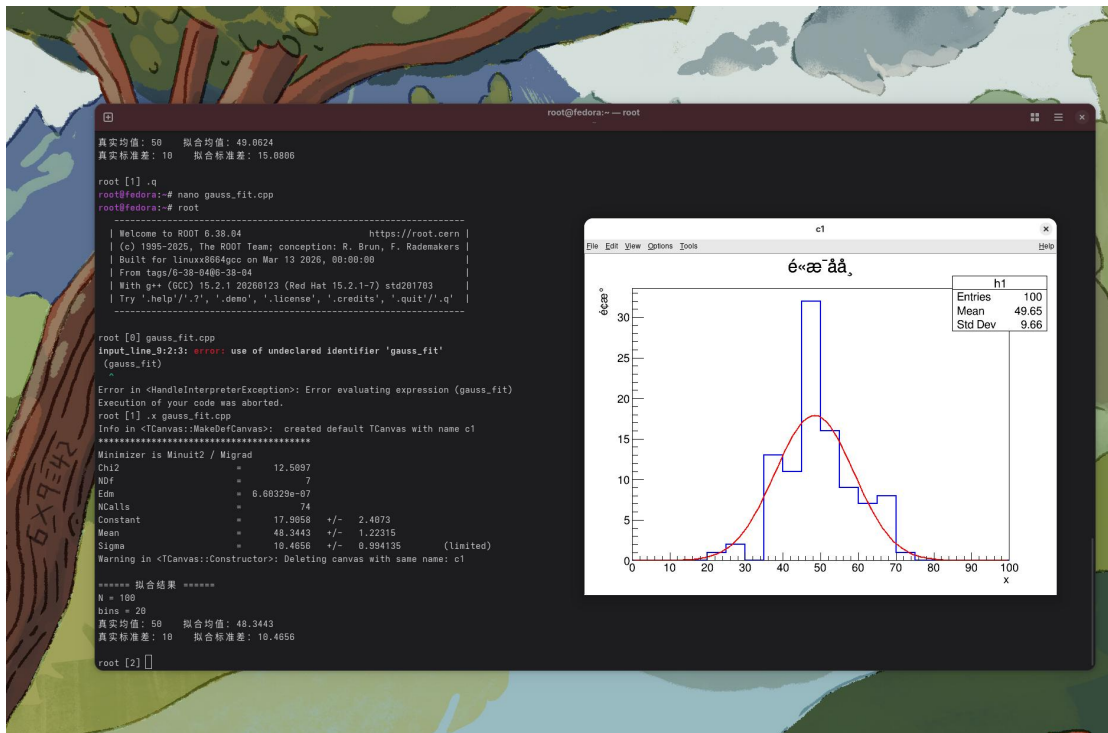 root@fedora:~ — root
真实均值: 50 拟合均值: 49.0624
真实标准差: 10 拟合标准差: 15.0806
root [1] .q
root@fedora:~# nano gauss_fit.cpp
root@fedora:~# root
------------------------------------------------------------------
| Welcome to ROOT 6.38.04 https://root.cern |
| (c) 1995-2025, The ROOT Team; conception: R. Brun, F. Rademakers |
| Built for linuxx8664gcc on Mar 13 2026, 00:00:00 |
| From tags/6-38-04@6-38-04 |
| With g++ (GCC) 15.2.1 20260123 (Red Hat 15.2.1-7) std201703 |
| Try '.help'/'.?', '.demo', '.license', '.credits', '.quit'/'.q' |
------------------------------------------------------------------
root [0] gauss_fit.cpp
input_line_9:2:3: error: use of undeclared identifier 'gauss_fit'
(gauss_fit)
^
Error in <HandleInterpreterException>: Error evaluating expression (gauss_fit)
Execution of your code was aborted.
root [1] .x gauss_fit.cpp
Info in <TCanvas::MakeDefCanvas>: created default TCanvas with name c1
****************************************
Minimizer is Minuit2 / Migrad
Chi2 = 12.5097
NDf = 7
Edm = 6.60329e-07
NCalls = 74
Constant = 17.9058 +/- 2.4073
Mean = 48.3443 +/- 1.22315
Sigma = 10.4656 +/- 0.994135 (limited)
Warning in <TCanvas::Constructor>: Deleting canvas with same name: c1
====== 拟合结果 ======
N = 100
bins = 20
真实均值: 50 拟合均值: 48.3443
真实标准差: 10 拟合标准差: 10.4656
root [2]
c1
File Edit View Options Tools Help
é«æ¯åå¸
h1
Entries 100
Mean 49.65
Std Dev 9.66
é¢æ°
30
25
20
15
10
5
0
0 10 20 30 40 50 60 70 80 90 100
x
6×9=42